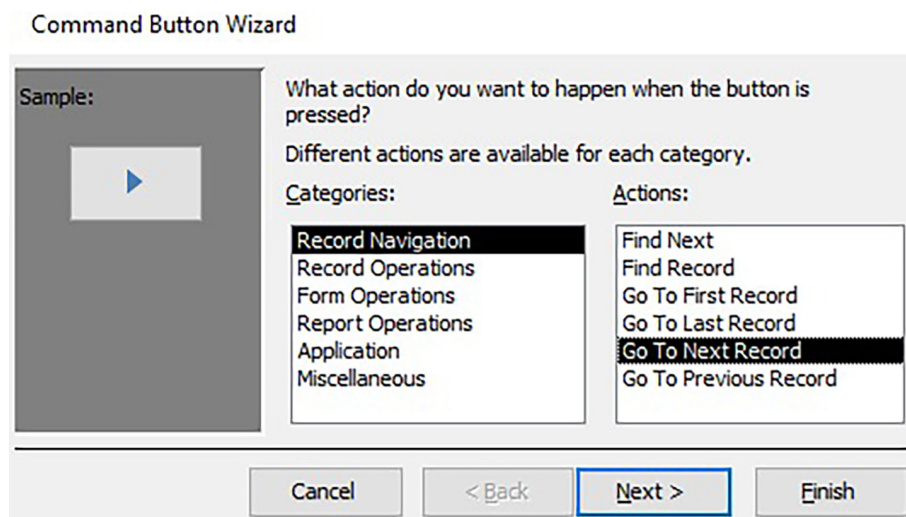 Command Button Wizard
Sample:
What action do you want to happen when the button is
pressed?
Different actions are available for each category.
Categories:
Record Navigation
Record Operations
Form Operations
Report Operations
Application
Miscellaneous
Actions:
Find Next
Find Record
Go To First Record
Go To Last Record
Go To Next Record
Go To Previous Record
Cancel
< Back
Next >
Finish